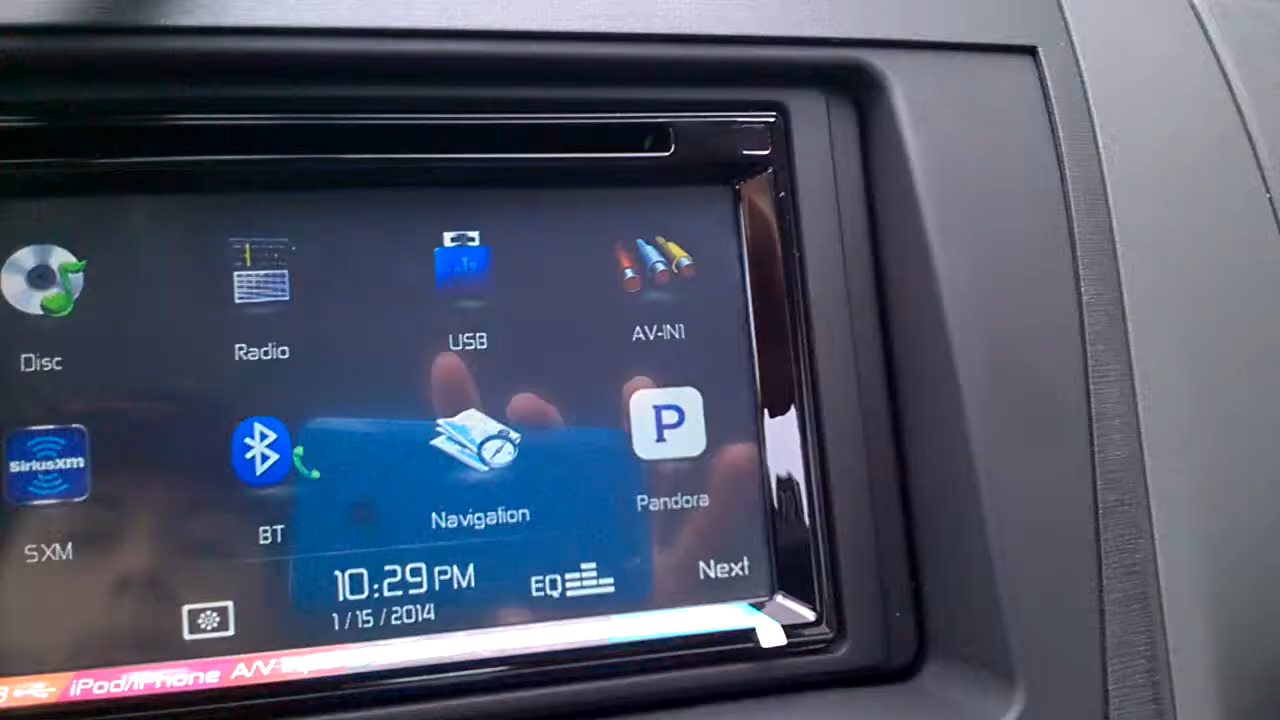 Disc
Radio
USB
AV-IN1
SiriusXM
P
SXM
BT
Navigation
Pandora
10:29 PM
1/15/2014
EQ
Next
iPod/iPhone